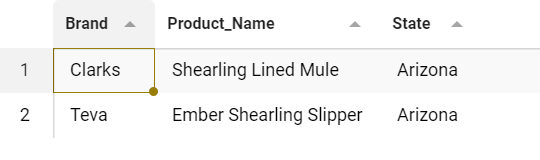 Brand Product_Name State
1 Clarks Shearling Lined Mule Arizona
2 Teva Ember Shearling Slipper Arizona